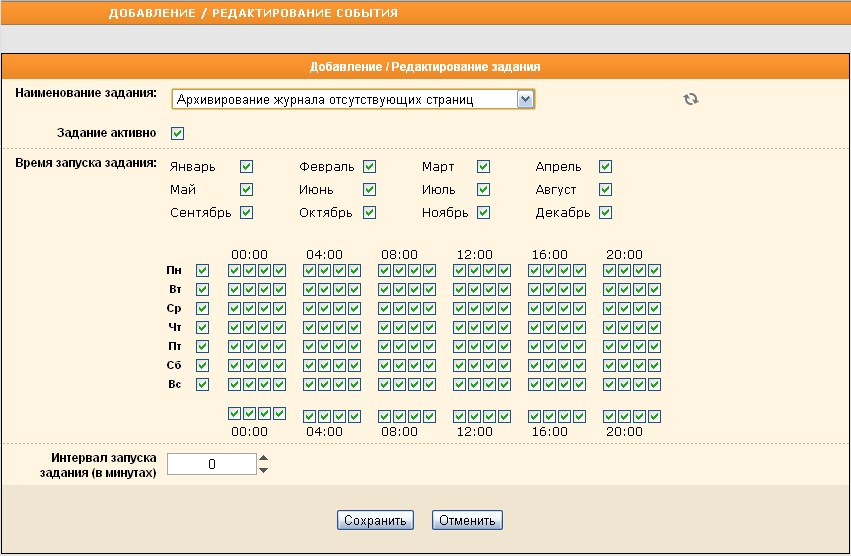 ДОБАВЛЕНИЕ / РЕДАКТИРОВАНИЕ СОБЫТИЯ
Добавление / Редактирование задания
Наименование задания: Архивирование журнала отсутствующих страниц
Задание активно
Время запуска задания: Январь Февраль Март Апрель
Май Июнь Июль Август
Сентябрь Октябрь Ноябрь Декабрь
00:00 04:00 08:00 12:00 16:00 20:00
Пн
Вт
Ср
Чт
Пт
Сб
Вс
00:00 04:00 08:00 12:00 16:00 20:00
Интервал запуска
задания (в минутах) 0
Сохранить Отменить